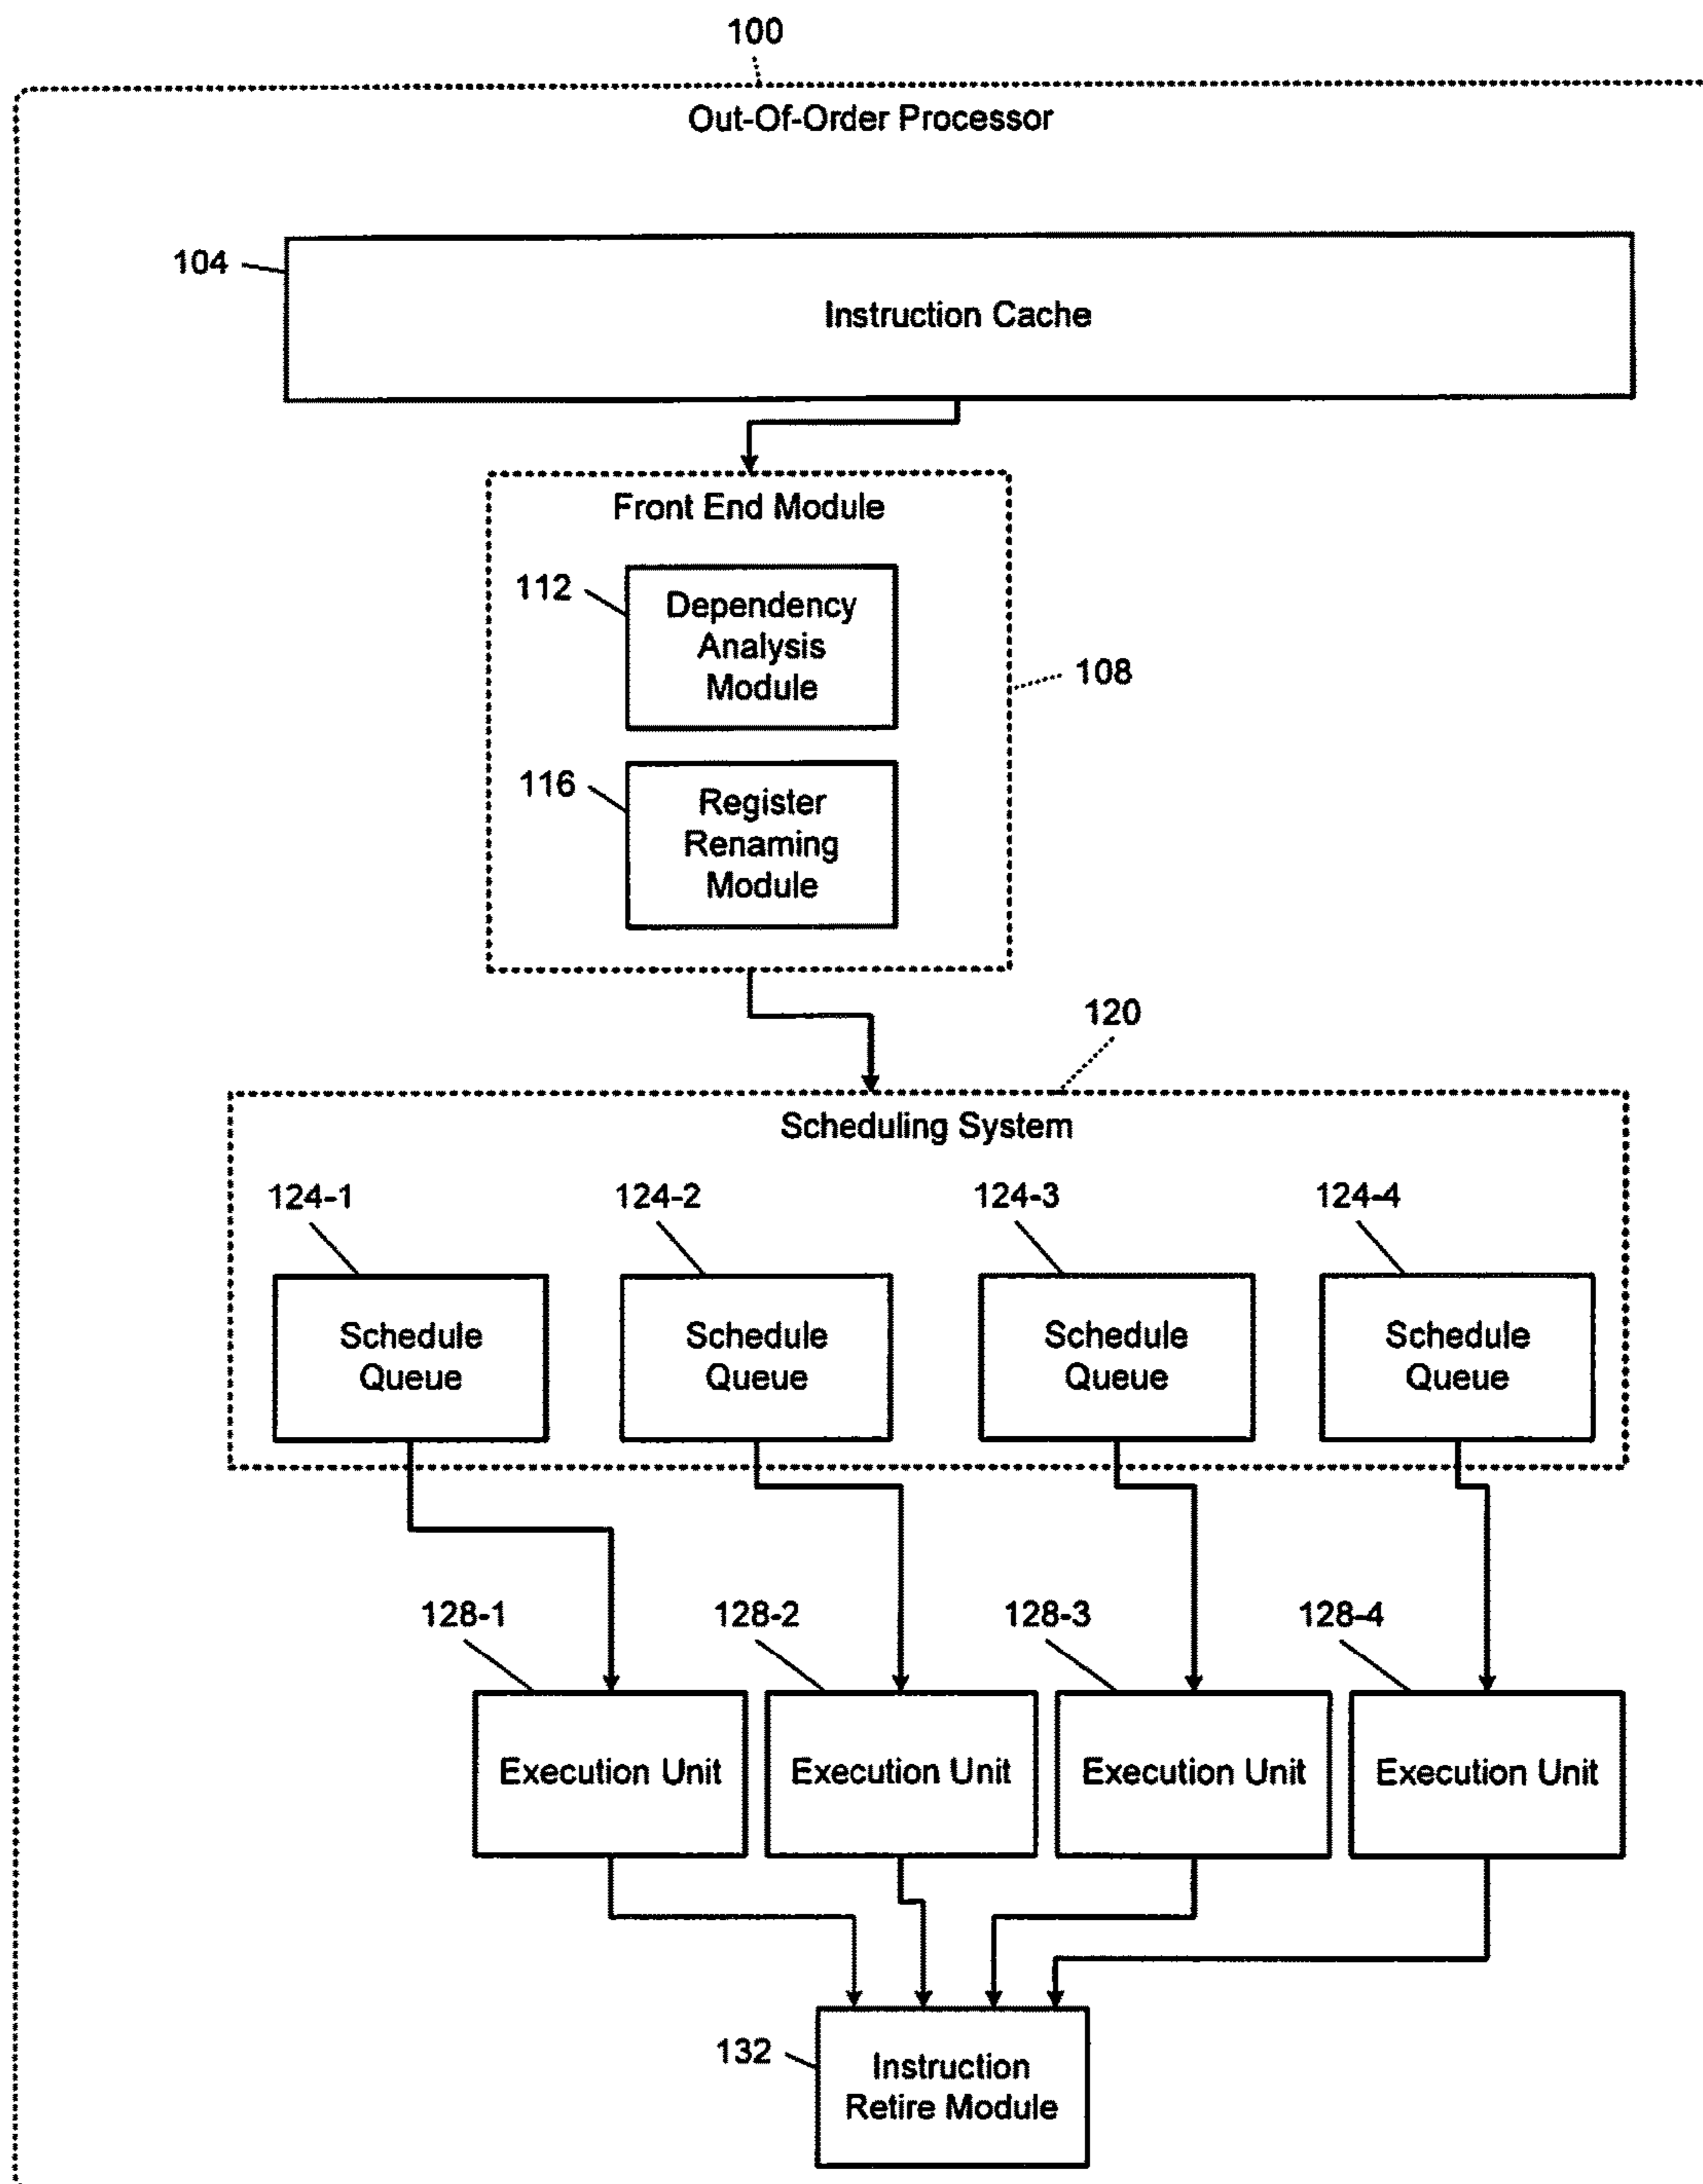 100
Out-Of-Order Processor
104
Instruction Cache
Front End Module
112
Dependency
Analysis
Module
108
116
Register
Renaming
Module
120
Scheduling System
124-1
124-2
124-3
124-4
Schedule
Queue
Schedule
Queue
Schedule
Queue
Schedule
Queue
128-1
128-2
128-3
128-4
Execution Unit
Execution Unit
Execution Unit
Execution Unit
132
Instruction
Retire Module